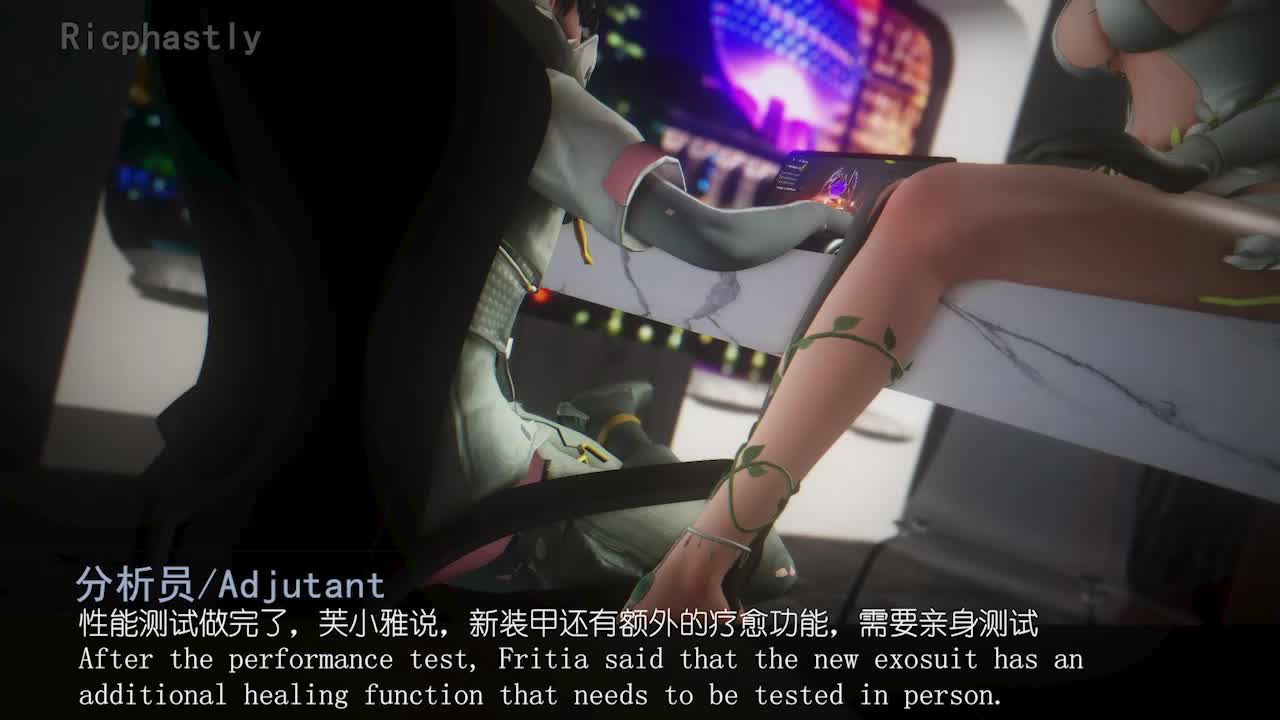 Ricphastly
分析员/Adjutant
性能测试做完了，芙小雅说，新装甲还有额外的疗愈功能，需要亲身测试
After the performance test, Fritia said that the new exosuit has an
additional healing function that needs to be tested in person.